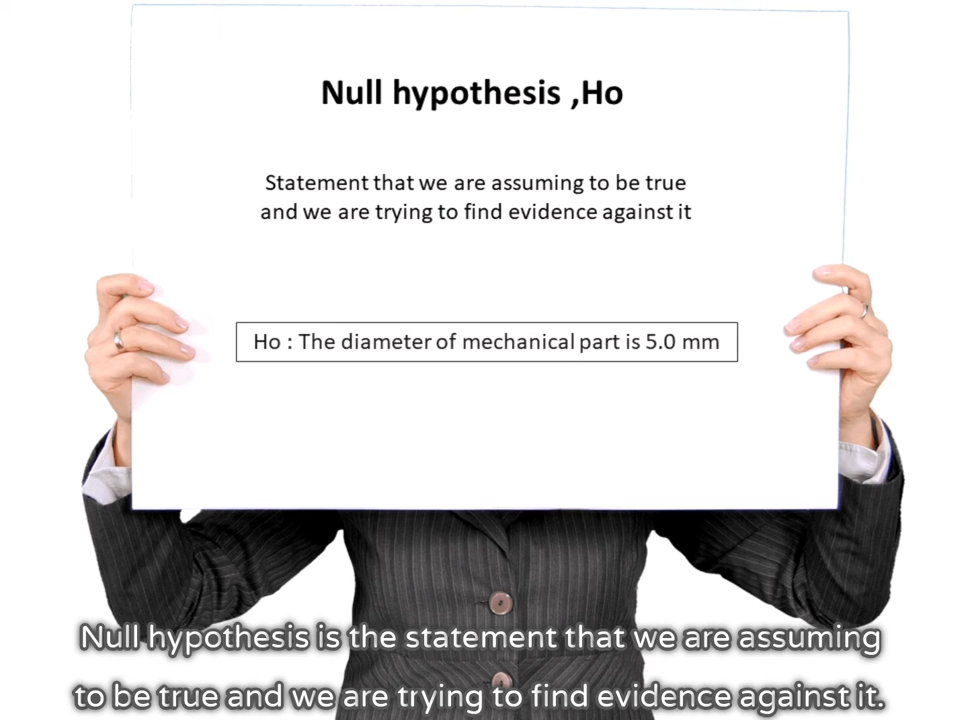 Null hypothesis ,Ho
Statement that we are assuming to be true
and we are trying to find evidence against it
Ho : The diameter of mechanical part is 5.0 mm
Null hypothesis is the statement that we are assuming
to be true and we are trying to find evidence against it.